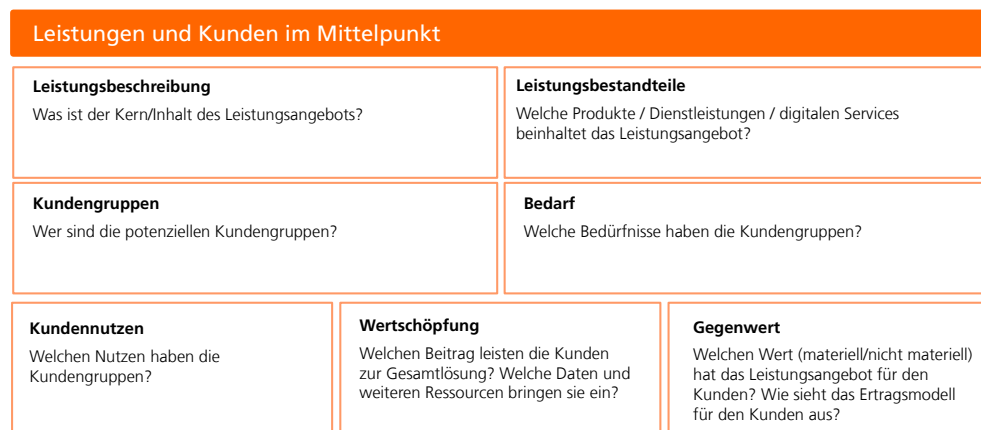 Leistungen und Kunden im Mittelpunkt
Leistungsbeschreibung
Was ist der Kern/Inhalt des Leistungsangebots?
Leistungsbestandteile
Welche Produkte / Dienstleistungen / digitalen Services
beinhaltet das Leistungsangebot?
Kundengruppen
Wer sind die potenziellen Kundengruppen?
Bedarf
Welche Bedürfnisse haben die Kundengruppen?
Kundennutzen
Welchen Nutzen haben die
Kundengruppen?
Wertschöpfung
Welchen Beitrag leisten die Kunden
zur Gesamtlösung? Welche Daten und
weiteren Ressourcen bringen sie ein?
Gegenwert
Welchen Wert (materiell/nicht materiell)
hat das Leistungsangebot für den
Kunden? Wie sieht das Ertragsmodell
für den Kunden aus?